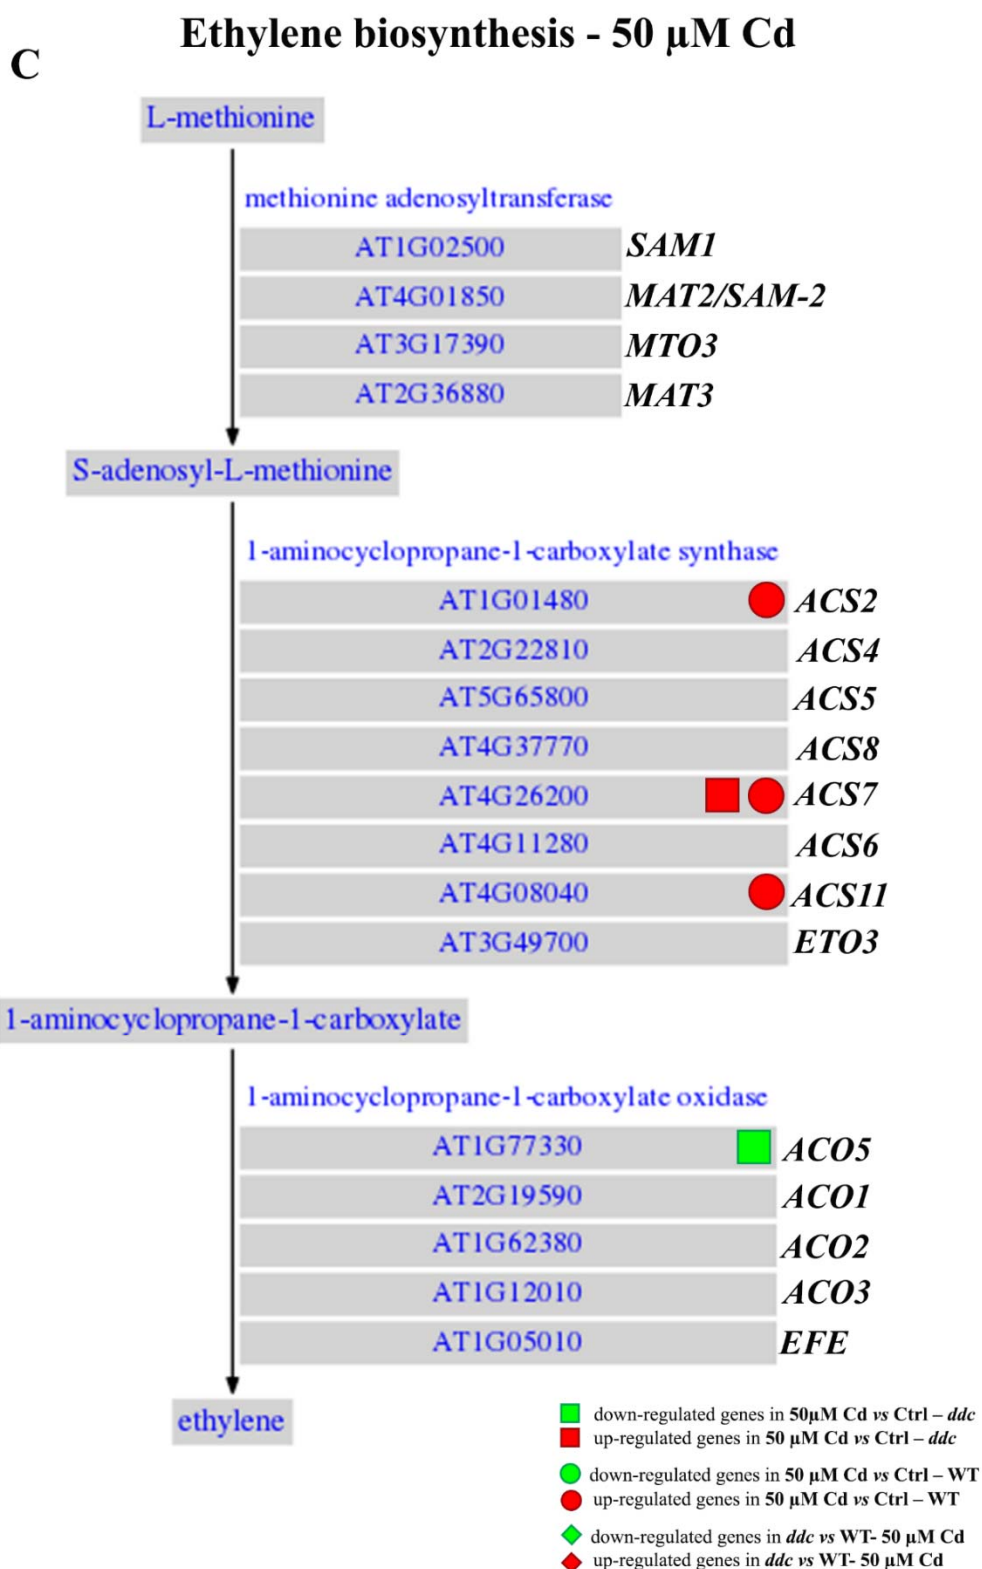 Ethylene biosynthesis - 50 µM Cd
C
L-methionine
methionine adenosyltransferase
AT1G02500 SAM1
AT4G01850 MAT2/SAM-2
AT3G17390 MTO3
AT2G36880 MAT3
S-adenosyl-L-methionine
1-aminocyclopropane-1-carboxylate synthase
AT1G01480 ACS2
AT2G22810 ACS4
AT5G65800 ACS5
AT4G37770 ACS8
AT4G26200 ACS7
AT4G11280 ACS6
AT4G08040 ACS11
AT3G49700 ETO3
1-aminocyclopropane-1-carboxylate
1-aminocyclopropane-1-carboxylate oxidase
AT1G77330 ACO5
AT2G19590 ACO1
AT1G62380 ACO2
AT1G12010 ACO3
AT1G05010 EFE
ethylene
down-regulated genes in 50µM Cd vs Ctrl – ddc
up-regulated genes in 50 µM Cd vs Ctrl – ddc
down-regulated genes in 50 µM Cd vs Ctrl – WT
up-regulated genes in 50 µM Cd vs Ctrl – WT
down-regulated genes in ddc vs WT- 50 µM Cd
up-regulated genes in ddc vs WT- 50 µM Cd